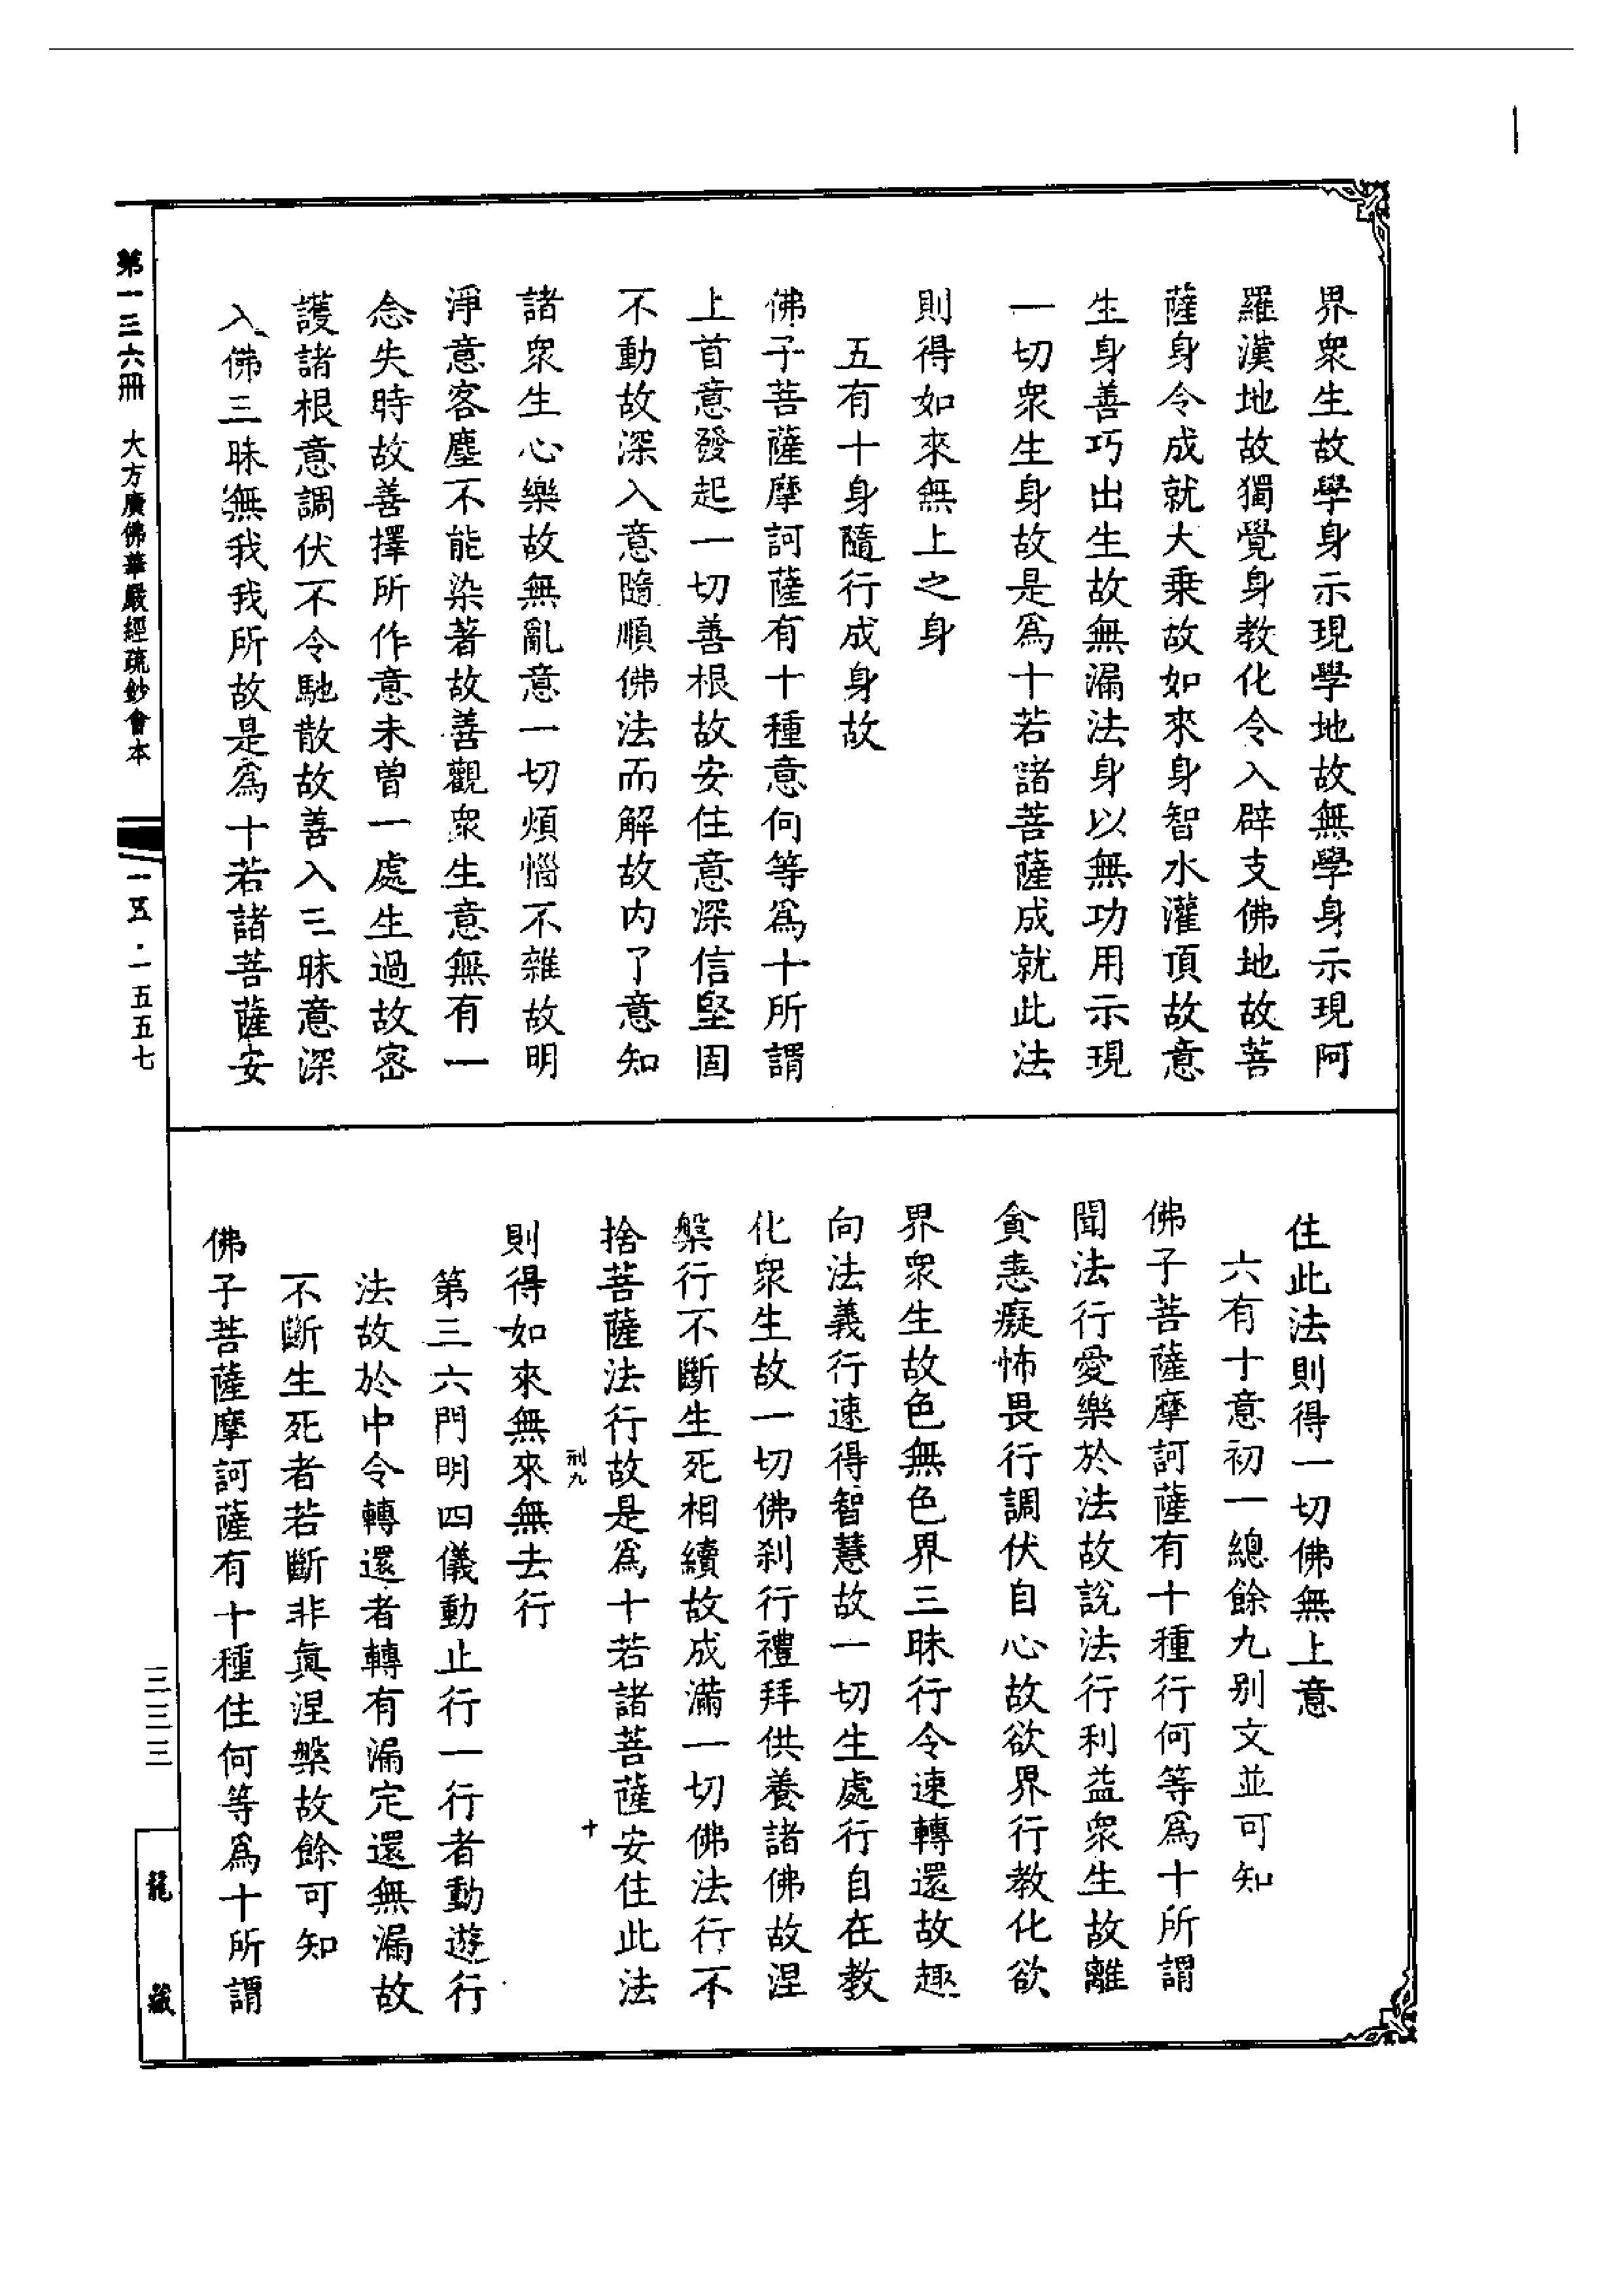 界衆生故學身示現學地故無學身示現阿
羅漢地故獨覺身教化令入辟支佛地故菩
薩身令成就大乗故如來身智水灌頂故意
生身善巧出生故無漏法身以無功用示現
一切衆生身故是爲十若諸菩薩成就此法
則得如來無上之身
五有十身隨行成身故
佛子菩薩摩訶薩有十種意何等爲十所謂
上首意發起一切善根故安住意深信堅固
不動故深入意隨順佛法而解故内了意知
諸衆生心樂故無亂意一切煩惱不雜故明
淨意客塵不能染著故善觀衆生意無有一
念失時故善擇所作意未曽一處生過故宻
護諸根意調伏不令馳散故善入三昧意深
入佛三昧無我我所故是爲十若諸菩薩安
住此法則得一切佛無上意
六有十意初一總餘九别文並可知
佛子菩薩摩訶薩有十種行何等爲十所謂
聞法行愛樂於法故說法行利益衆生故離
貪恚癡怖畏行調伏自心故欲界行教化欲
界衆生故色無色界三昧行令速轉還故趣
向法義行速得智慧故一切生處行自在教
化衆生故一切佛刹行禮拜供養諸佛故涅
槃行不斷生死相續故成滿一切佛法行不
捨菩薩法行故是爲十若諸菩薩安住此法
刑九
十
則得如來無來無去行
第三六門明四儀動止行一行者動遊行
法故於中令轉還者轉有漏定還無漏故
不斷生死者若斷非眞涅槃故餘可知
佛子菩薩摩訶薩有十種住何等爲十所謂
第一三六冊 大方廣佛華嚴經疏鈔會本
一五·一五五七
三三三
龍藏